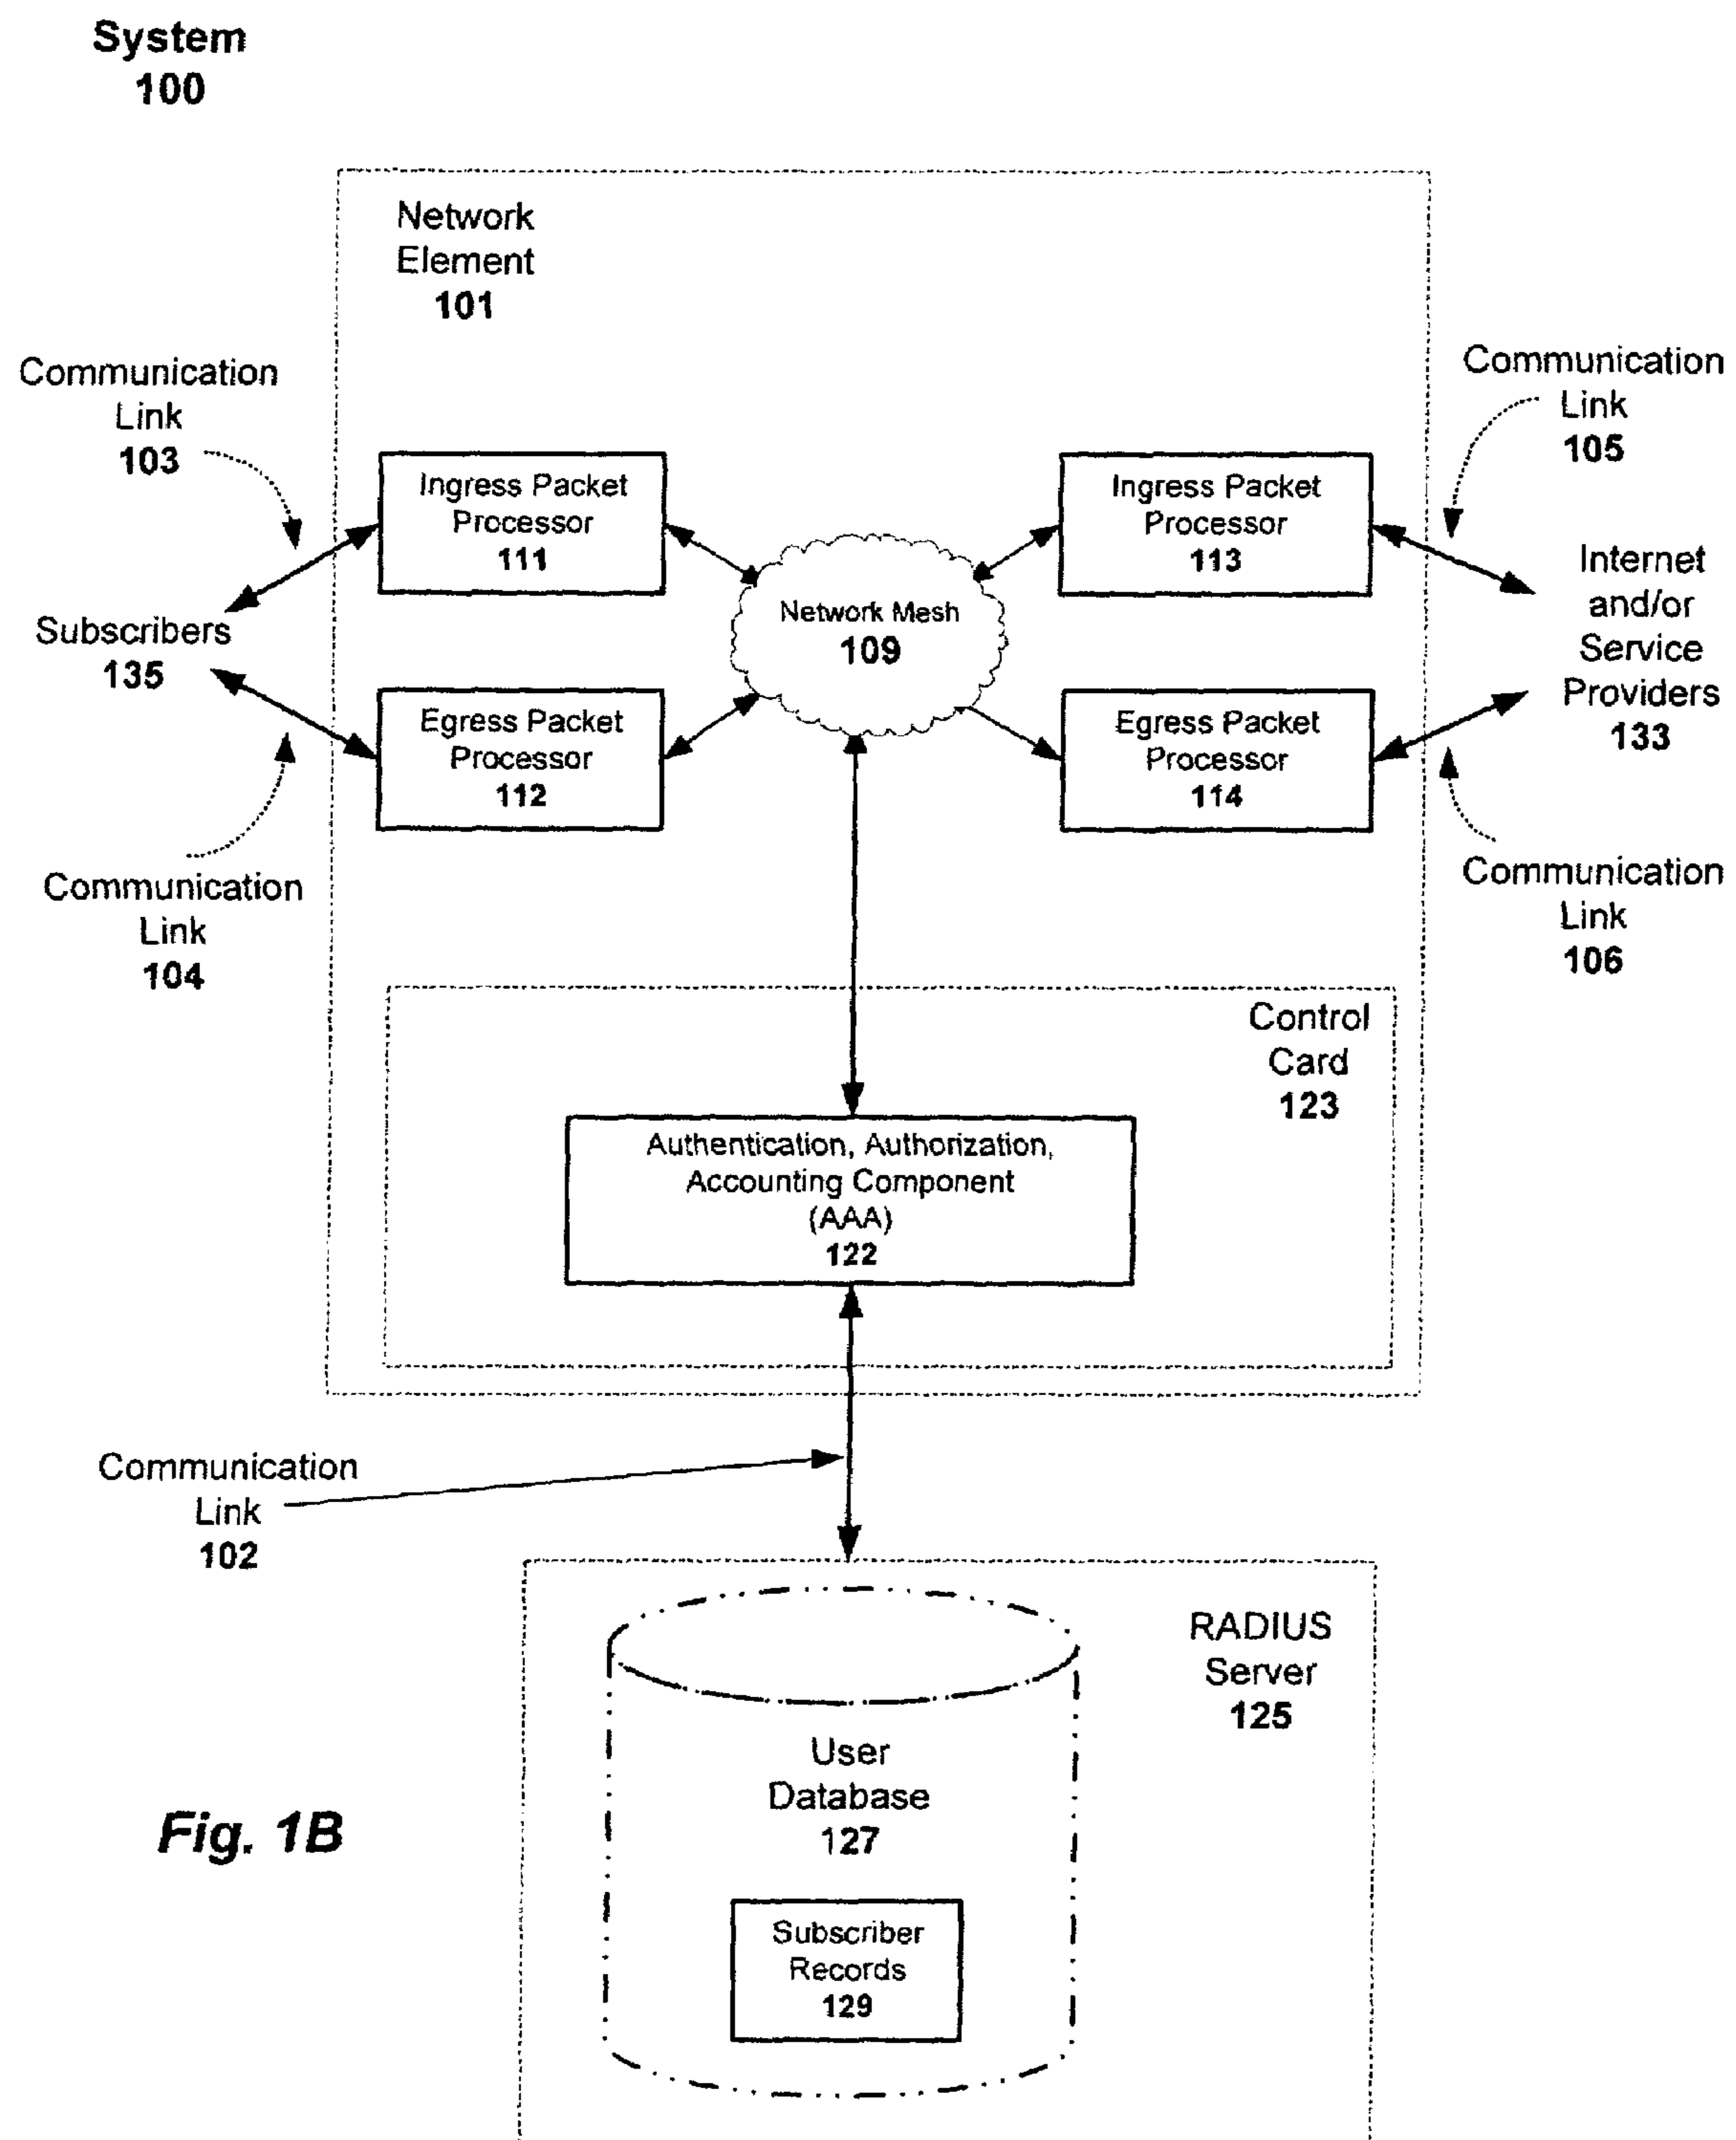 System
100
Network
Element
101
Communication
Link
103
Communication
Link
105
Ingress Packet
Processor
111
Ingress Packet
Processor
113
Network Mesh
109
Internet
and/or
Service
Providers
133
Subscribers
135
Egress Packet
Processor
112
Egress Packet
Processor
114
Communication
Link
104
Communication
Link
106
Control
Card
123
Authentication, Authorization,
Accounting Component
(AAA)
122
Communication
Link
102
RADIUS
Server
125
User
Database
127
Fig. 1B
Subscriber
Records
129